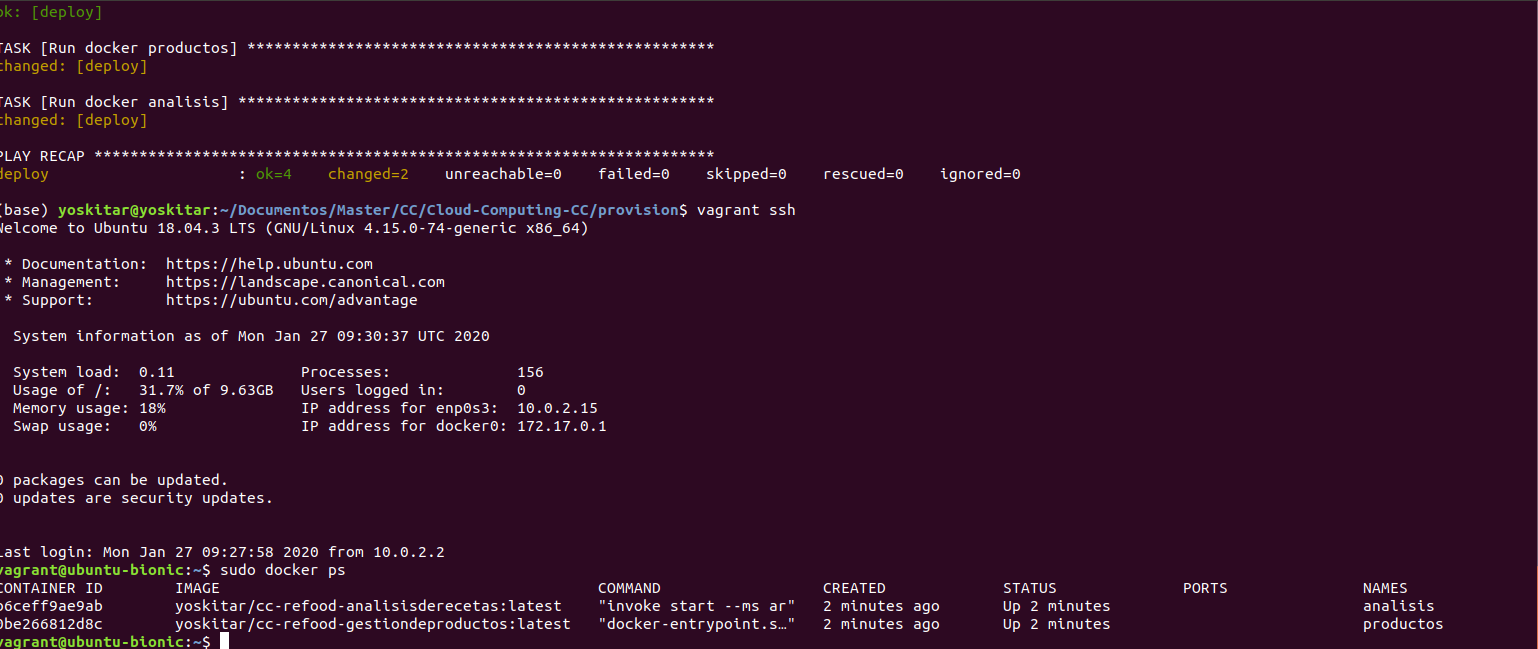 ok: [deploy]
TASK [Run docker productos] ****************************************************
changed: [deploy]
TASK [Run docker analisis] *****************************************************
changed: [deploy]
PLAY RECAP *********************************************************************
deploy                     : ok=4    changed=2    unreachable=0    failed=0    skipped=0    rescued=0    ignored=0
(base) yoskitar@yoskitar:~/Documentos/Master/CC/Cloud-Computing-CC/provision$ vagrant ssh
Welcome to Ubuntu 18.04.3 LTS (GNU/Linux 4.15.0-74-generic x86_64)
* Documentation:  https://help.ubuntu.com
* Management:     https://landscape.canonical.com
* Support:        https://ubuntu.com/advantage
System information as of Mon Jan 27 09:30:37 UTC 2020
System load:  0.11              Processes:              156
Usage of /:   31.7% of 9.63GB   Users logged in:        0
Memory usage: 18%               IP address for enp0s3:  10.0.2.15
Swap usage:   0%                IP address for docker0: 172.17.0.1
0 packages can be updated.
0 updates are security updates.
Last login: Mon Jan 27 09:27:58 2020 from 10.0.2.2
vagrant@ubuntu-bionic:~$ sudo docker ps
CONTAINER ID        IMAGE                                          COMMAND                  CREATED             STATUS              PORTS               NAMES
b6ceff9ae9ab        yoskitar/cc-refood-analisisderecetas:latest    "invoke start --ms ar"   2 minutes ago       Up 2 minutes                            analisis
0be266812d8c        yoskitar/cc-refood-gestiondeproductos:latest   "docker-entrypoint.s…"   2 minutes ago       Up 2 minutes                            productos
vagrant@ubuntu-bionic:~$